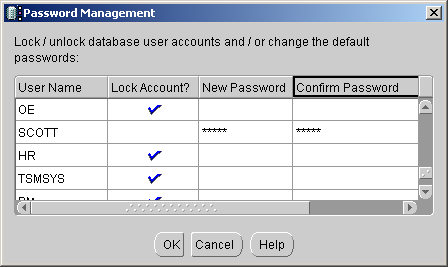 Password Management
Lock / unlock database user accounts and / or change the default
passwords:
User Name Lock Account? New Password Confirm Password
OE
SCOTT ***** *****
HR
TSMSYS
OK Cancel Help